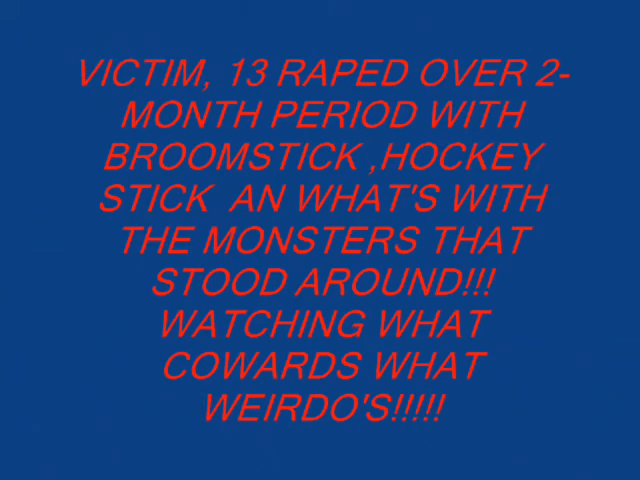 VICTIM, 13 RAPED OVER 2-
MONTH PERIOD WITH
BROOMSTICK ,HOCKEY
STICK  AN WHAT'S WITH
THE MONSTERS THAT
STOOD AROUND!!!
WATCHING WHAT
COWARDS WHAT
WEIRDO'S!!!!!